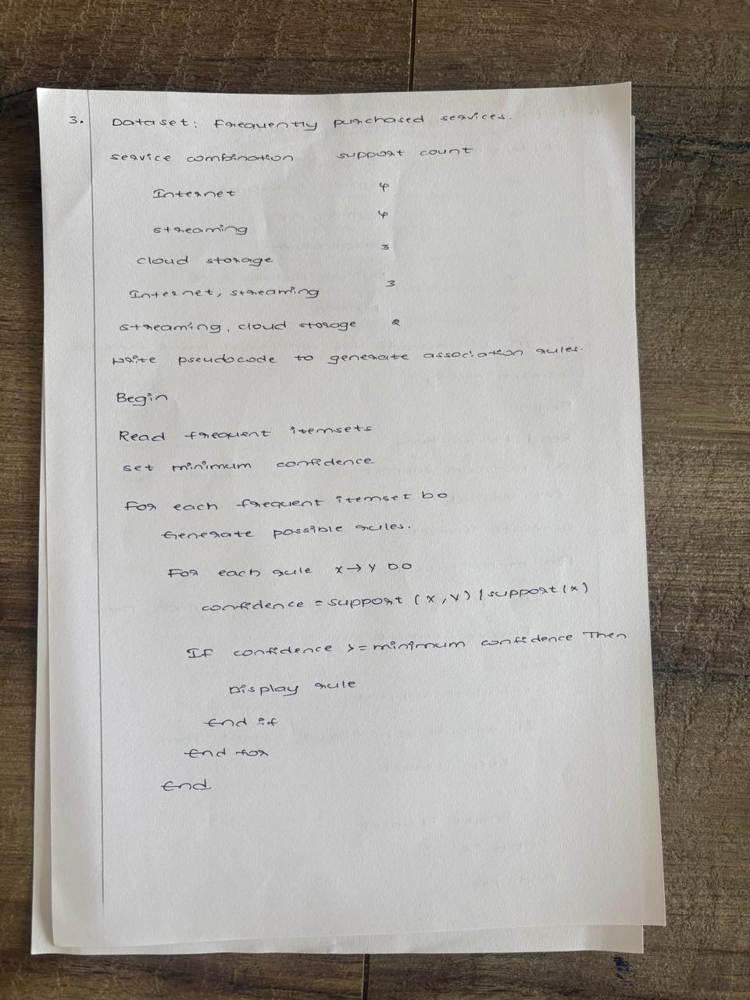 3. Dataset: Frequently purchased services.
service combination support count
Internet 4
streaming 4
cloud storage 3
Internet, streaming 3
streaming, cloud storage 2
write pseudocode to generate association rules.
Begin
Read frequent itemsets
set minimum confidence
For each frequent itemset Do
Generate possible rules.
For each rule X→Y DO
confidence = support (X,Y) / support (X)
If confidence >= minimum confidence Then
Display rule
End if
End for
End